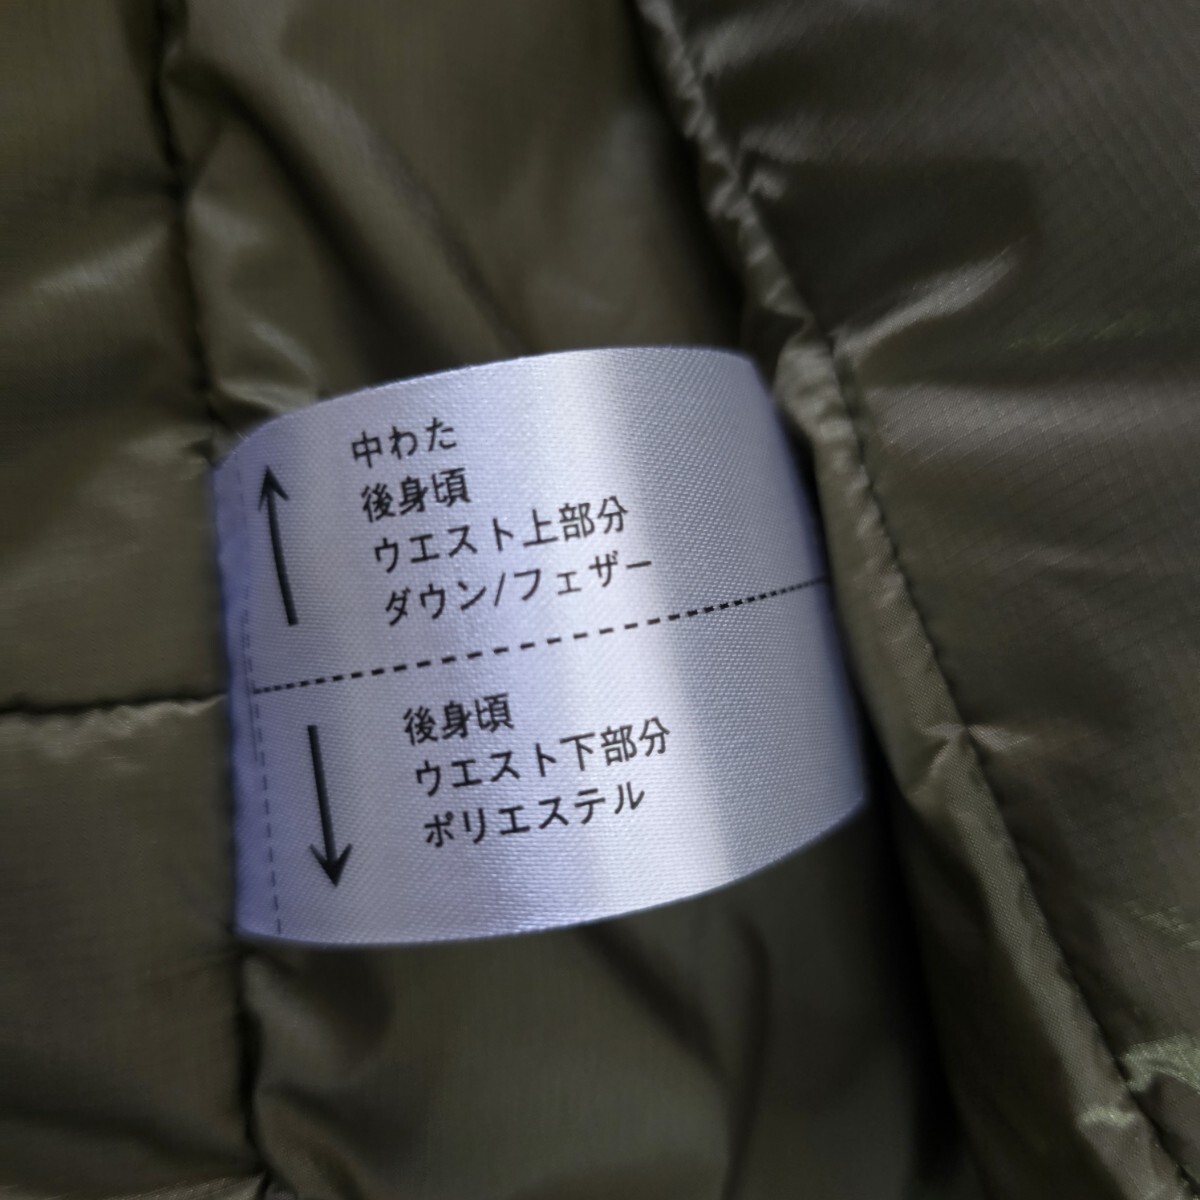 中わた
後身頃
ウエスト上部分
ダウン/フェザー
後身頃
ウエスト下部分
ポリエステル